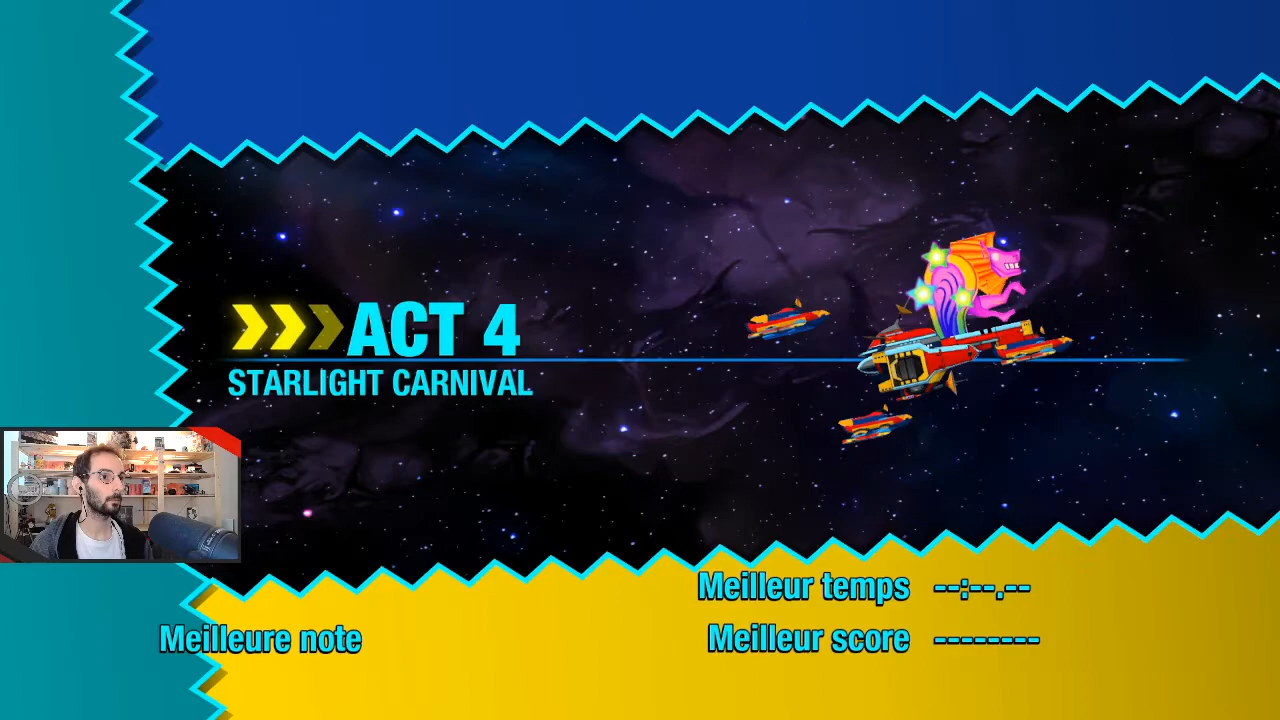 ACT 4
STARLIGHT CARNIVAL
Meilleur temps --:--.--
Meilleure note
Meilleur score --------